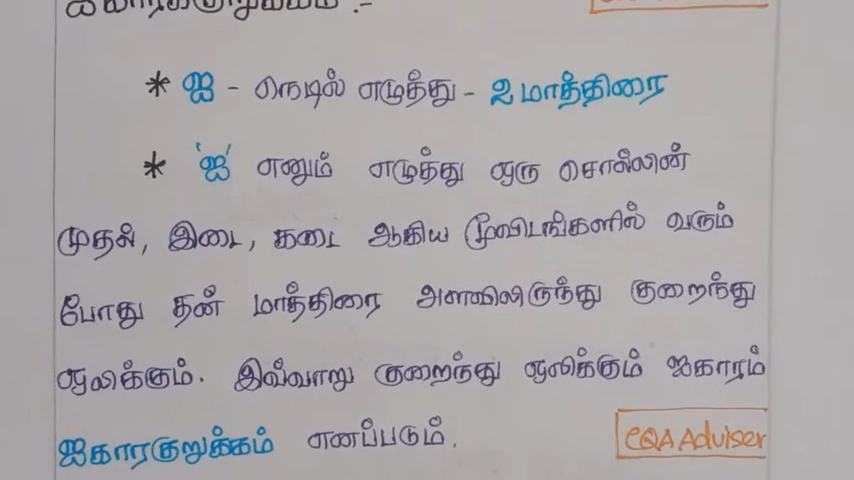 ஐகாரக்குறுக்கம் :-
* ஐ - நெடில் எழுத்து - 2 மாத்திரை
* 'ஐ' எனும் எழுத்து ஒரு சொல்லின்
முதல், இடை, கடை ஆகிய மூவிடங்களில் வரும்
போது தன் மாத்திரை அளவிலிருந்து குறைந்து
ஒலிக்கும். இவ்வாறு குறைந்து ஒலிக்கும் ஐகாரம்
ஐகாரகுறுக்கம் எனப்படும்.
CQA Adviser